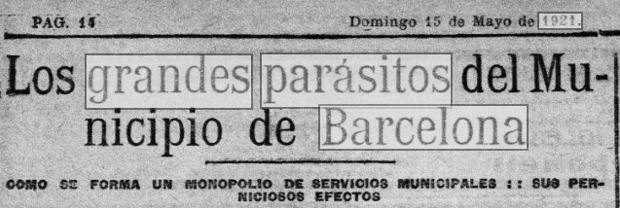 PAG. 14 Domingo 15 de Mayo de 1921.
Los grandes parásitos del Mu-
nicipio de Barcelona
COMO SE FORMA UN MONOPOLIO DE SERVICIOS MUNICIPALES :: SUS PER-
NICIOSOS EFECTOS